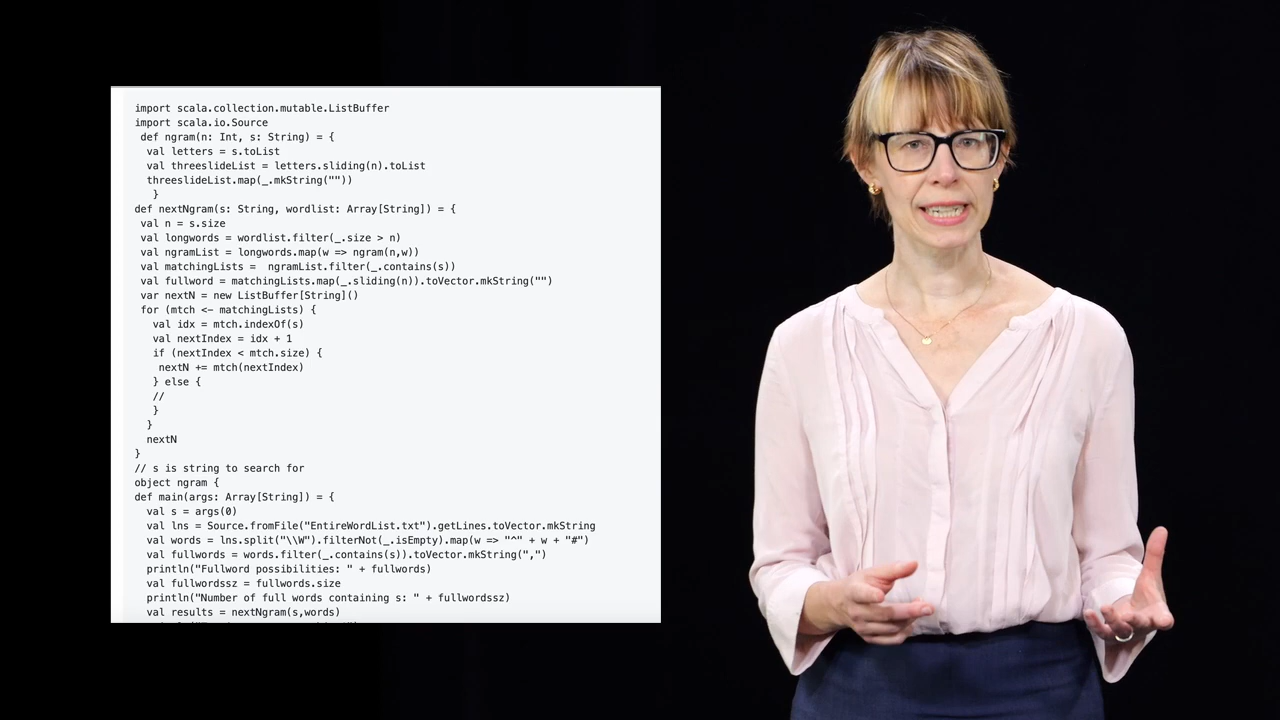 import scala.collection.mutable.ListBuffer
import scala.io.Source
def ngram(n: Int, s: String) = {
val letters = s.toList
val threeslideList = letters.sliding(n).toList
threeslideList.map(_.mkString(""))
}
def nextNgram(s: String, wordlist: Array[String]) = {
val n = s.size
val longwords = wordlist.filter(_.size > n)
val ngramList = longwords.map(w => ngram(n,w))
val matchingLists =  ngramList.filter(_.contains(s))
val fullword = matchingLists.map(_.sliding(n)).toVector.mkString("")
var nextN = new ListBuffer[String]()
for (mtch <- matchingLists) {
val idx = mtch.indexOf(s)
val nextIndex = idx + 1
if (nextIndex < mtch.size) {
nextN += mtch(nextIndex)
} else {
//
}
}
nextN
}
// s is string to search for
object ngram {
def main(args: Array[String]) = {
val s = args(0)
val lns = Source.fromFile("EntireWordList.txt").getLines.toVector.mkString
val words = lns.split("\\W").filterNot(_.isEmpty).map(w => "^" + w + "#")
val fullwords = words.filter(_.contains(s)).toVector.mkString(",")
println("Fullword possibilities: " + fullwords)
val fullwordssz = fullwords.size
println("Number of full words containing s: " + fullwordssz)
val results = nextNgram(s,words)